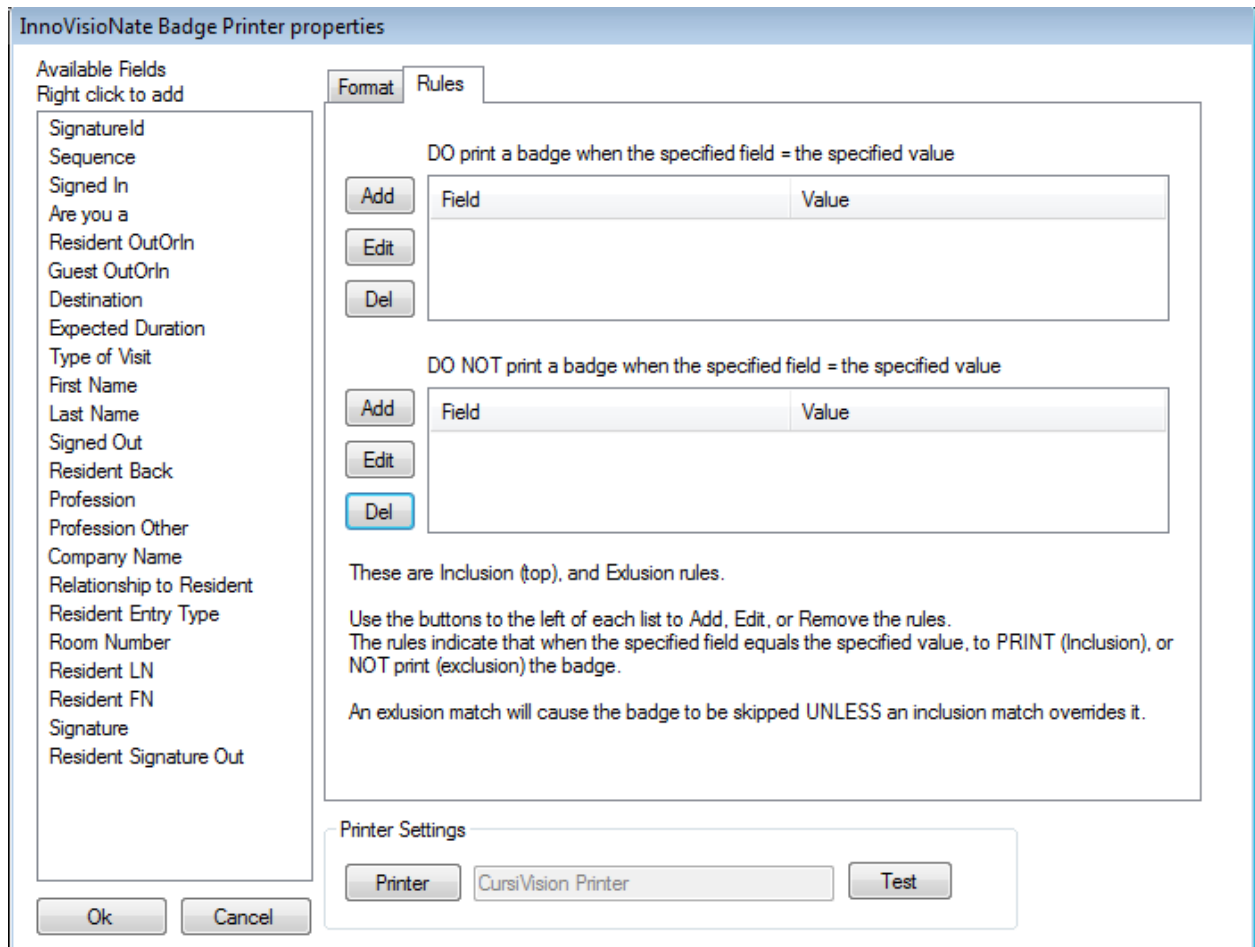 InnoVisioNate Badge Printer properties
Available Fields
Right click to add
SignatureId
Sequence
Signed In
Are you a
Resident OutOrIn
Guest OutOrIn
Destination
Expected Duration
Type of Visit
First Name
Last Name
Signed Out
Resident Back
Profession
Profession Other
Company Name
Relationship to Resident
Resident Entry Type
Room Number
Resident LN
Resident FN
Signature
Resident Signature Out
Ok Cancel
Format Rules
DO print a badge when the specified field = the specified value
Add
Edit
Del
Field Value
DO NOT print a badge when the specified field = the specified value
Add
Edit
Del
Field Value
These are Inclusion (top), and Exlusion rules.
Use the buttons to the left of each list to Add, Edit, or Remove the rules.
The rules indicate that when the specified field equals the specified value, to PRINT (Inclusion), or
NOT print (exclusion) the badge.
An exlusion match will cause the badge to be skipped UNLESS an inclusion match overrides it.
Printer Settings
Printer CursiVision Printer Test